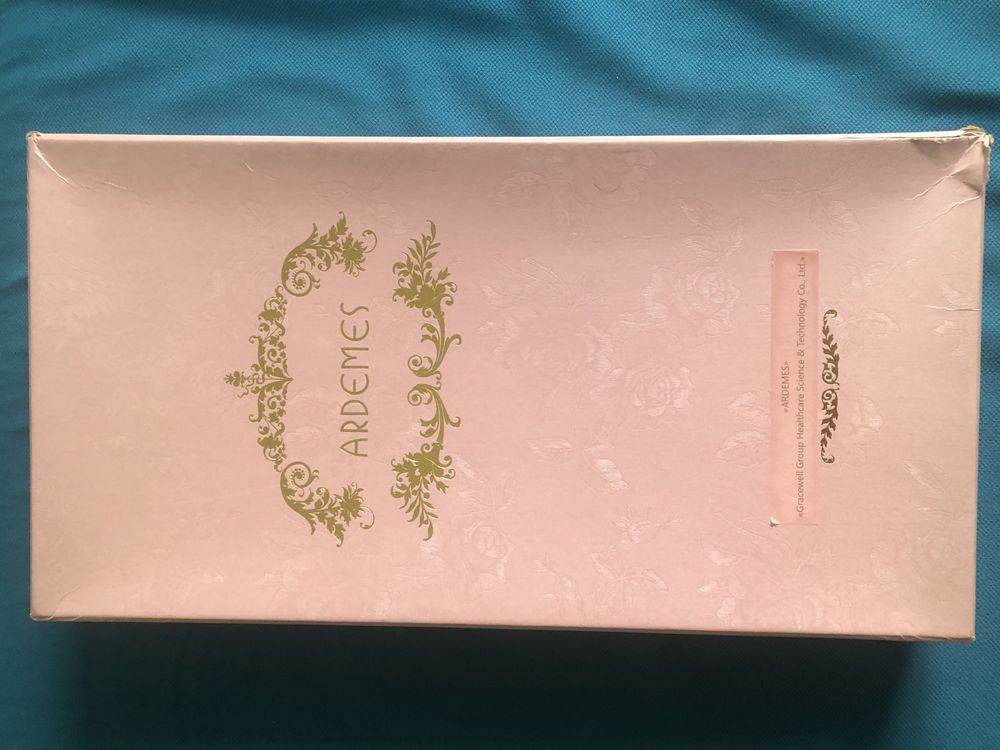 ARDEMES
«ARDEMES»
«Gracewell Group Healthcare Science & Technology Co., Ltd.»